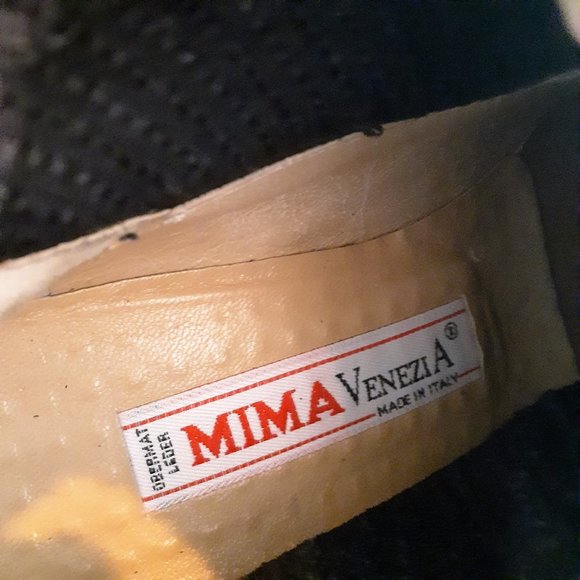 OBERMAT
LEDER
MIMA VENEZIA®
MADE IN ITALY